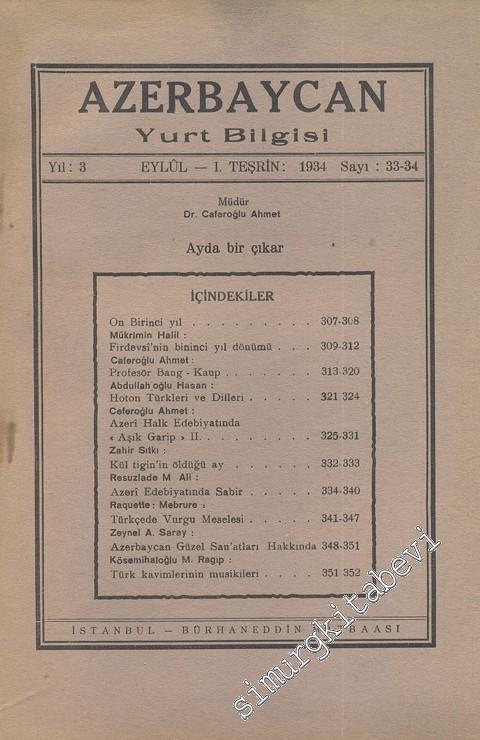 AZERBAYCAN
Yurt Bilgisi
Yıl: 3 EYLÛL — I. TEŞRİN: 1934 Sayı : 33-34
Müdür
Dr. Caferoğlu Ahmet
Ayda bir çıkar
İÇİNDEKİLER
On Birinci yıl . . . . . . . . . 307-308
Mükrimin Halil :
Firdevsî'nin bininci yıl dönümü . . . . 309-312
Caferoğlu Ahmet :
Profesör Bang - Kaup . . . . . . . 313-320
Abdullah oğlu Hasan :
Hoton Türkleri ve Dilleri . . . . . 321 324
Ceferoğlu Ahmet :
Azerî Halk Edebiyatında
« Aşık Garip » II. . . . . . . . . 325-331
Zahir Sıtkı :
Kül tigin'in öldüğü ay . . . . . . 332 333
Resuzlade M Ali :
Azerî Edebiyatında Sabir . . . . . 334-340
Raquette : Mebrure :
Türkçede Vurgu Meselesi . . . . . 341-347
Zeynel A. Saray :
Azerbaycan Güzel San'atları Hakkında 348-351
Kösemihaloğlu M. Ragıp :
Türk kavimlerinin musikileri . . . . 351 352
İSTANBUL — BÜRHANEDDİN MATBAASI
simurgkitabevi